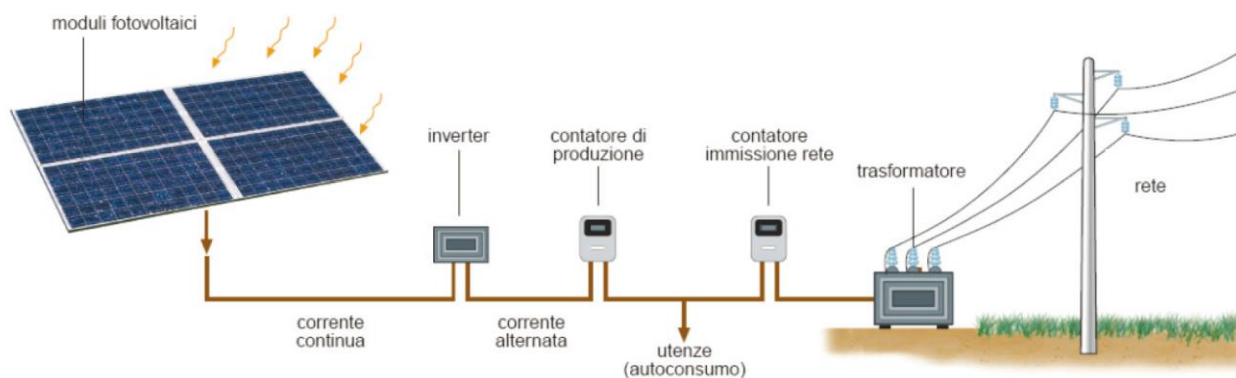 moduli fotovoltaici
inverter
contatore di
produzione
contatore
immissione rete
trasformatore
rete
corrente
continua
corrente
alternata
utenze
(autoconsumo)